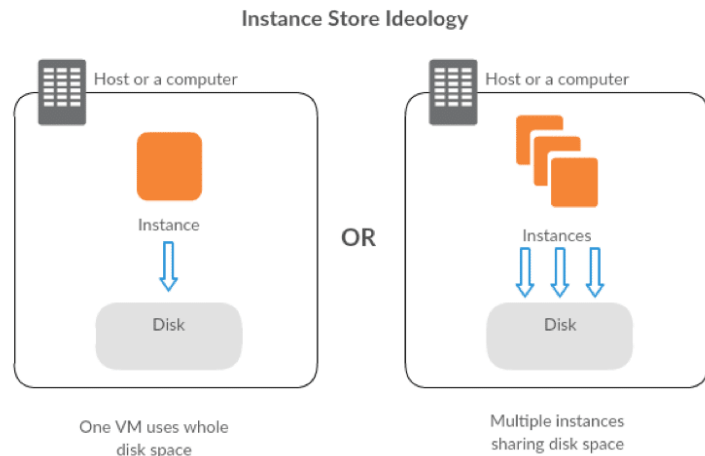 Instance Store Ideology
Host or a computer
Instance
Disk
One VM uses whole
disk space
OR
Host or a computer
Instances
Disk
Multiple instances
sharing disk space